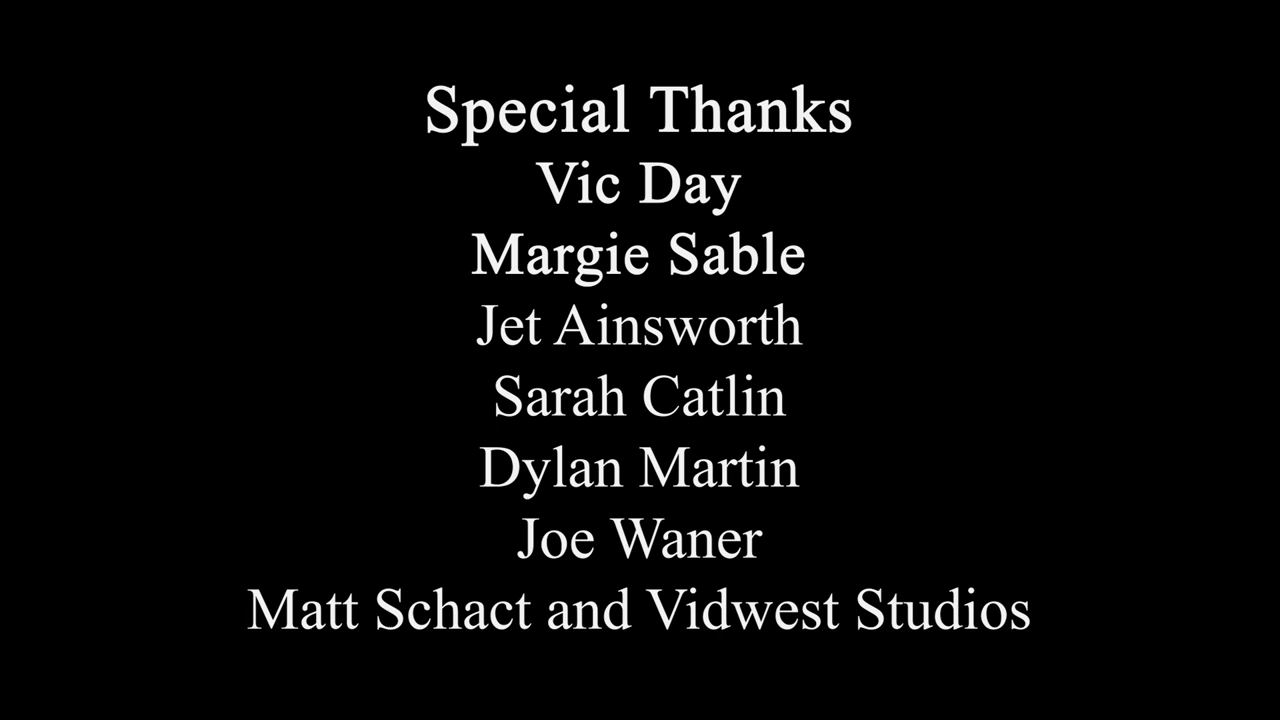 Special Thanks
Vic Day
Margie Sable
Jet Ainsworth
Sarah Catlin
Dylan Martin
Joe Waner
Matt Schact and Vidwest Studios